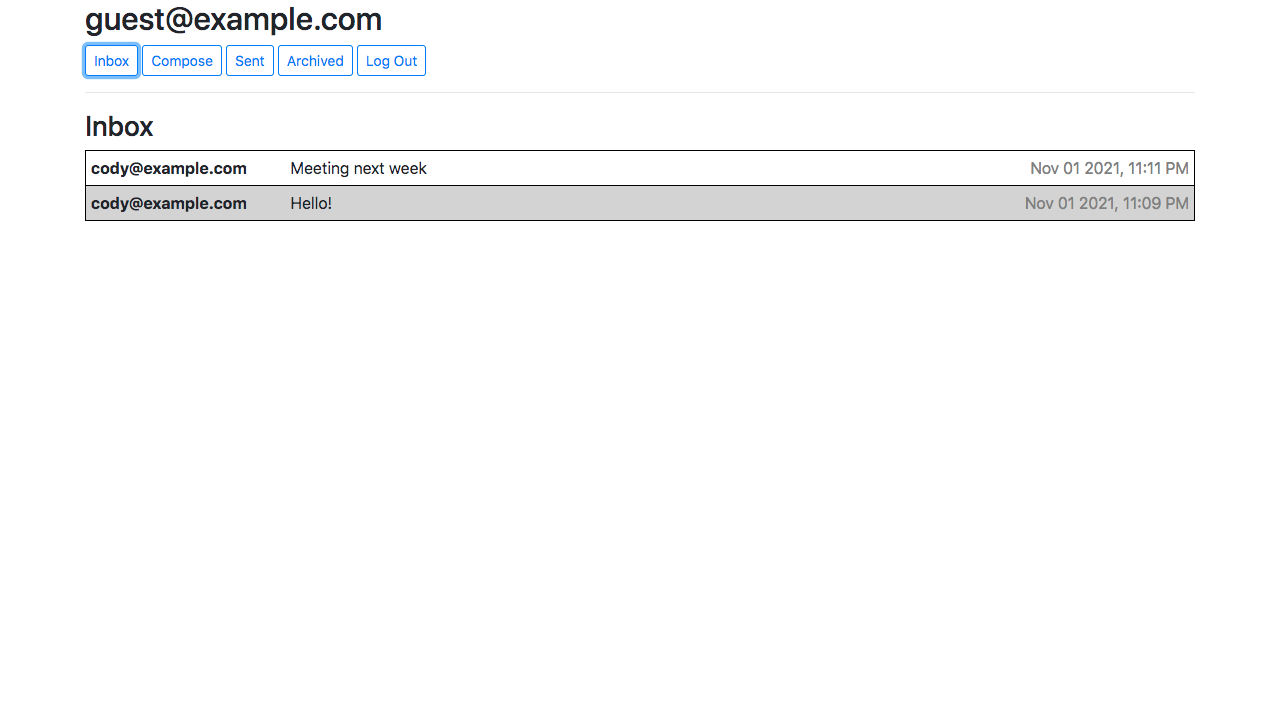 guest@example.com
Inbox Compose Sent Archived Log Out
Inbox
cody@example.com Meeting next week Nov 01 2021, 11:11 PM
cody@example.com Hello! Nov 01 2021, 11:09 PM